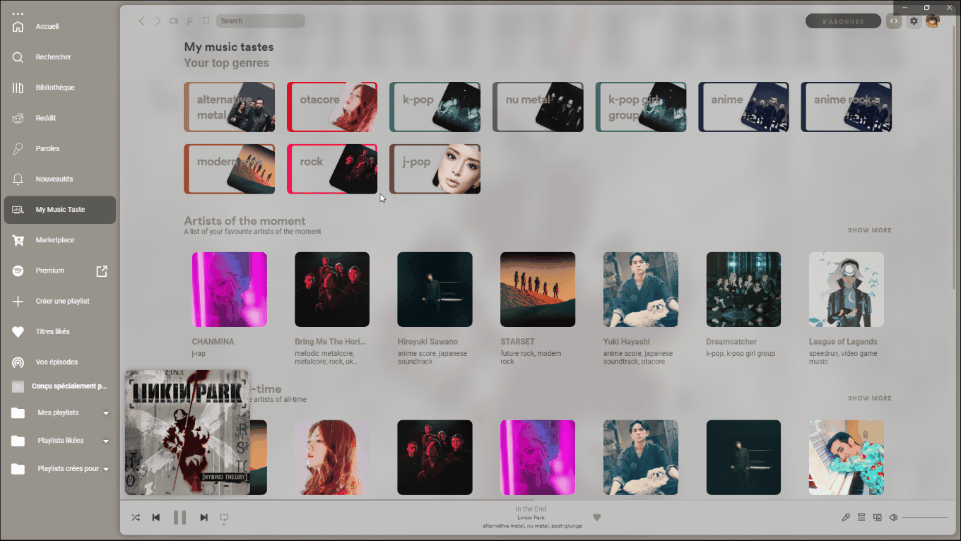 Accueil
Rechercher
Bibliothèque
Reddit
Paroles
Nouveautés
My Music Taste
Marketplace
Premium
Créer une playlist
Titres likés
Vos épisodes
Conçu spécialement p...
Mes playlists
Playlists likées
Playlists crées pour ...
Search
S'ABONNER
My music tastes
Your top genres
alternative metal
otacore
k-pop
nu metal
k-pop girl group
anime
anime rock
modern rock
rock
j-pop
Artists of the moment
A list of your favourite artists of the moment
SHOW MORE
CHANMINA
j-rap
Bring Me The Hori...
melodic metalcore,
metalcore, rock, uk...
Hiroyuki Sawano
anime score, japanese
soundtrack
STARSET
future rock, modern
rock
Yuki Hayashi
anime score, japanese
soundtrack, otacore
Dreamcatcher
k-pop, k-pop girl group
League of Legends
speedrun, video game
music
-time
e artists of all-time
SHOW MORE
LINKIN PARK
[HYBRID THEORY]
In the End
Linkin Park
alternative metal, nu metal, post-grunge